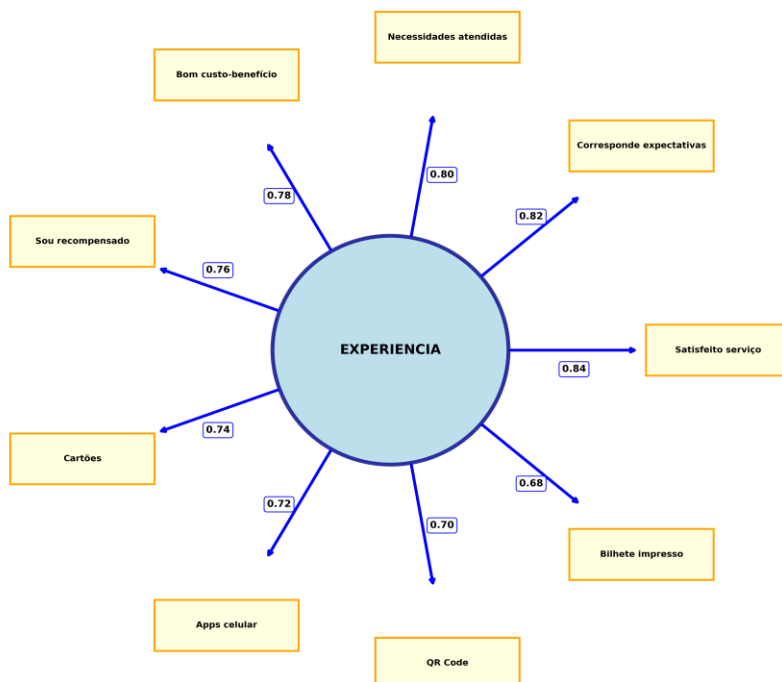 Necessidades atendidas
Bom custo-benefício
Corresponde expectativas
0.80
0.78
0.82
Sou recompensado
0.76
EXPERIENCIA
Satisfeito serviço
0.84
0.74
Cartões
0.72
0.68
0.70
Bilhete impresso
Apps celular
QR Code